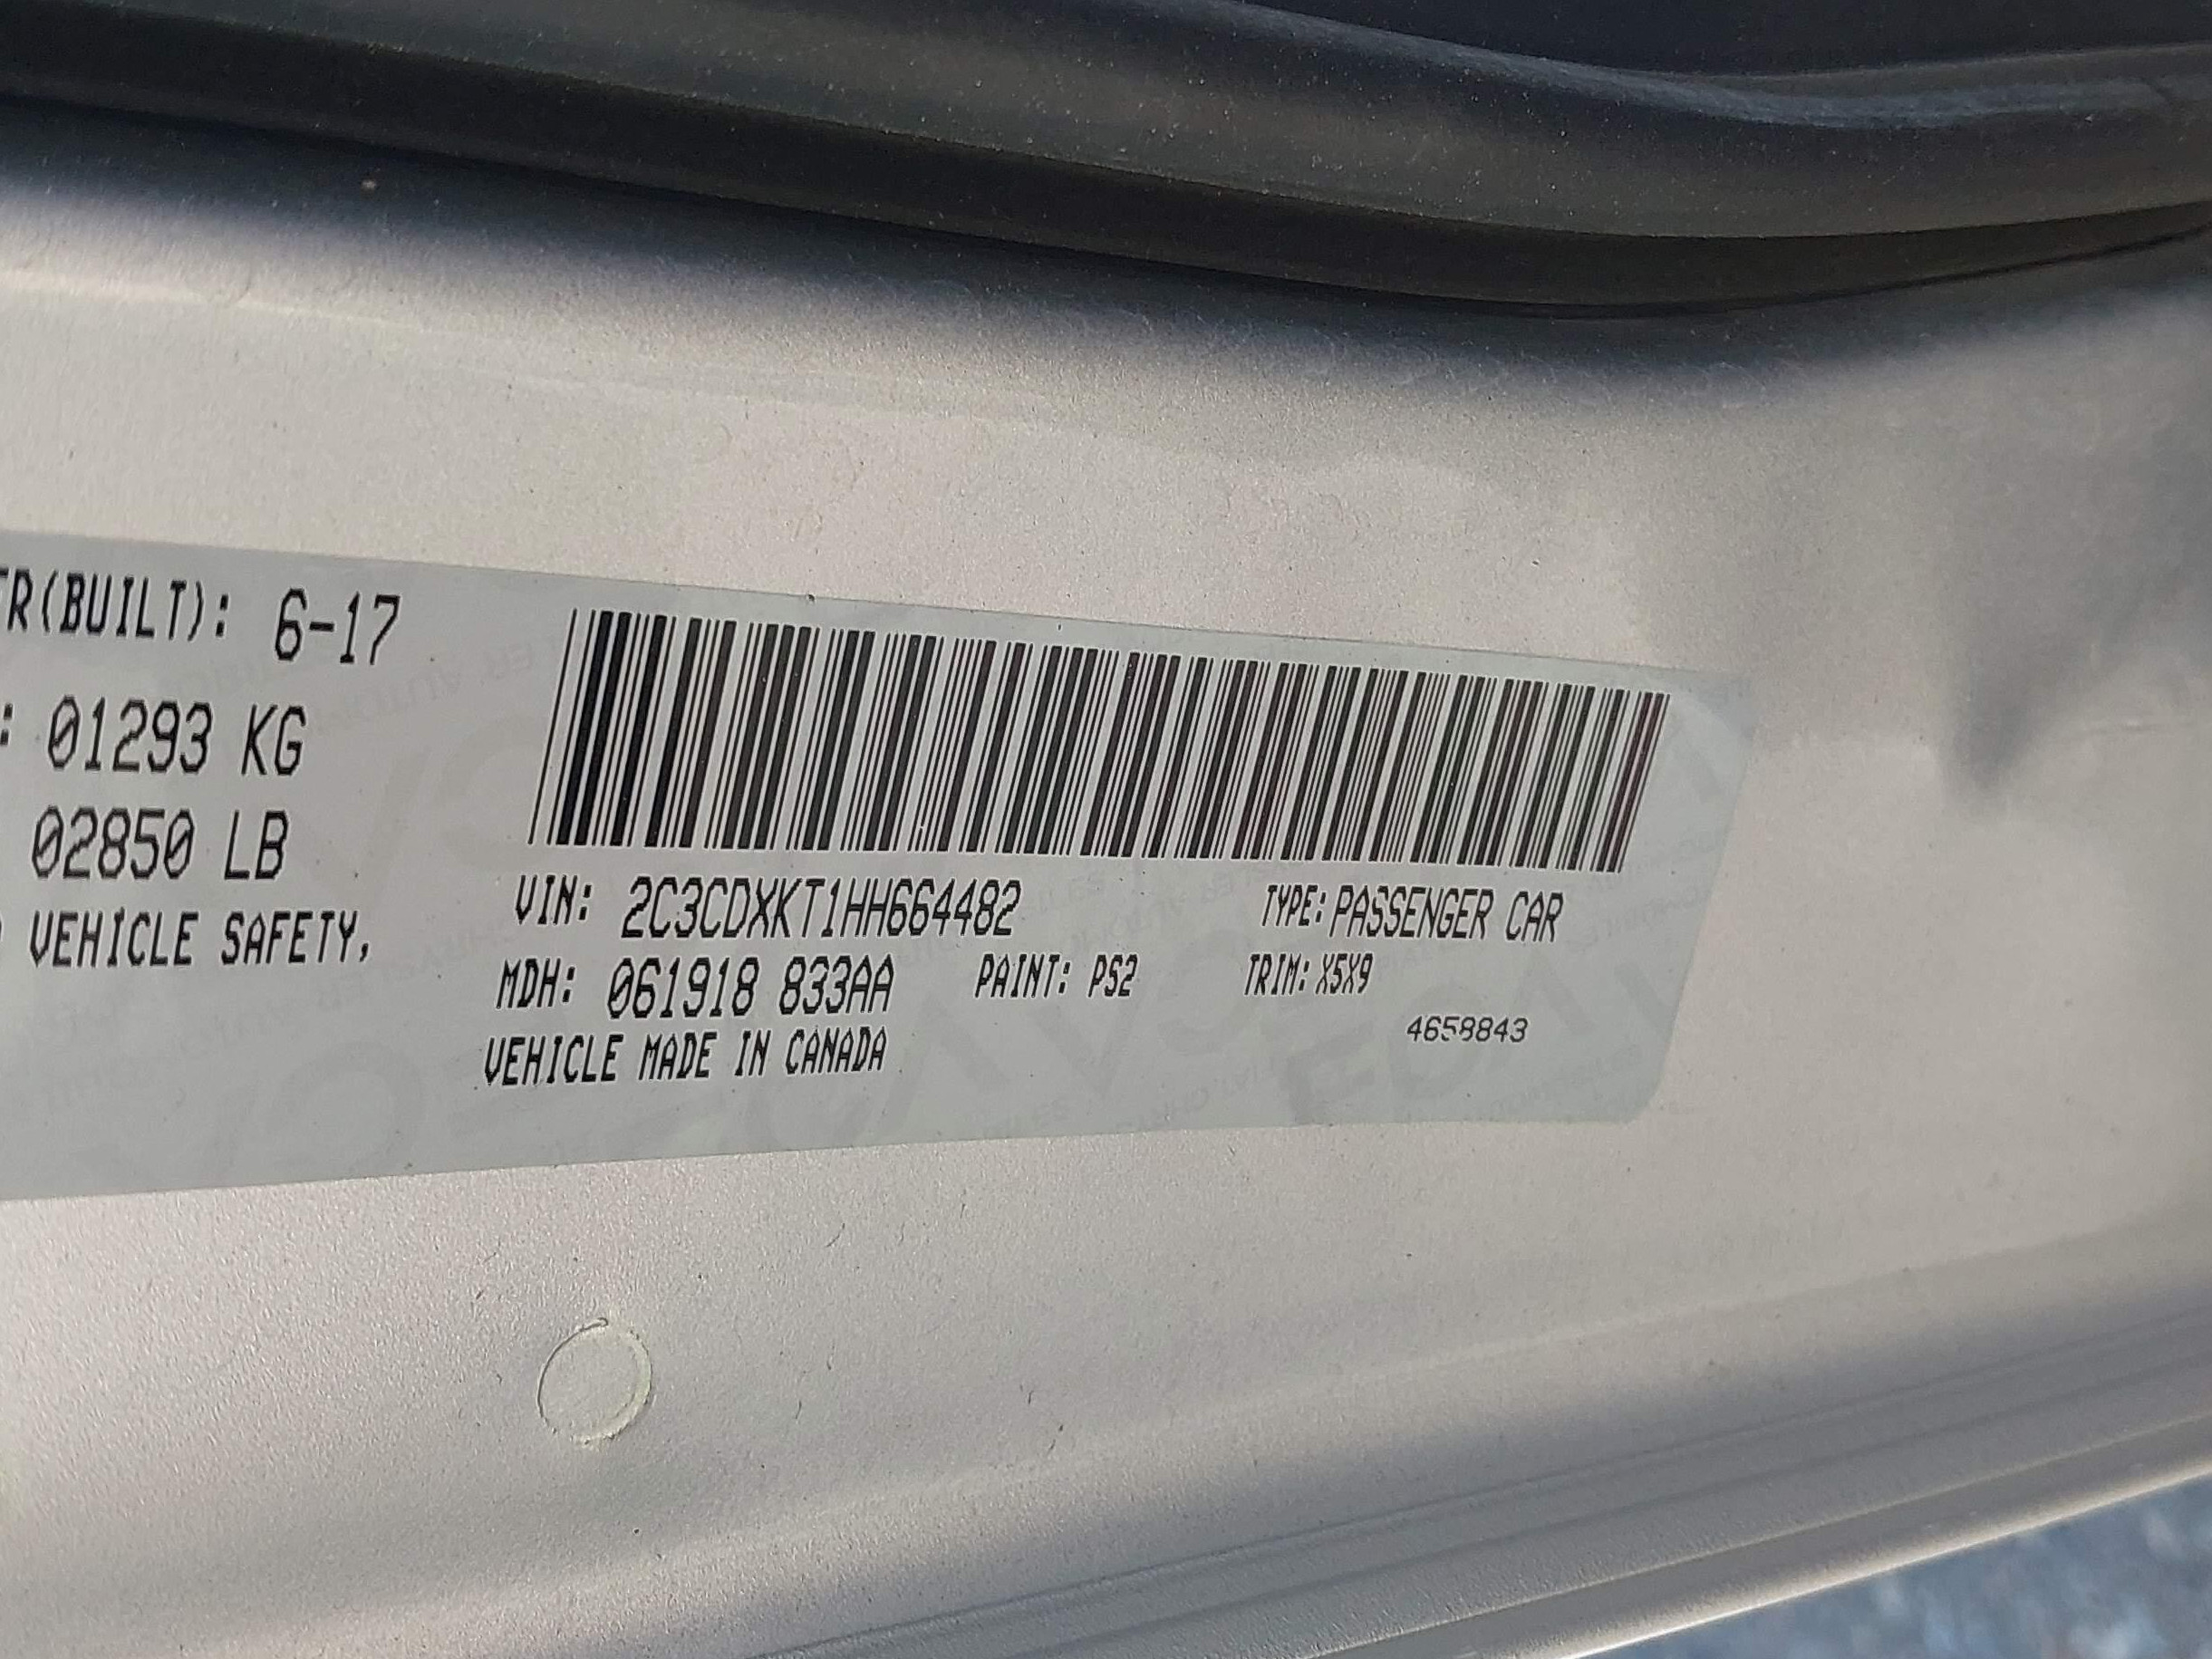 ER(BUILT): 6-17
: 01293 KG
02850 LB
VEHICLE SAFETY,
VIN: 2C3CDXKT1HH664482 TYPE: PASSENGER CAR
MDH: 061918 833AA PAINT: PS2 TRIM: X5X9
4658843
VEHICLE MADE IN CANADA